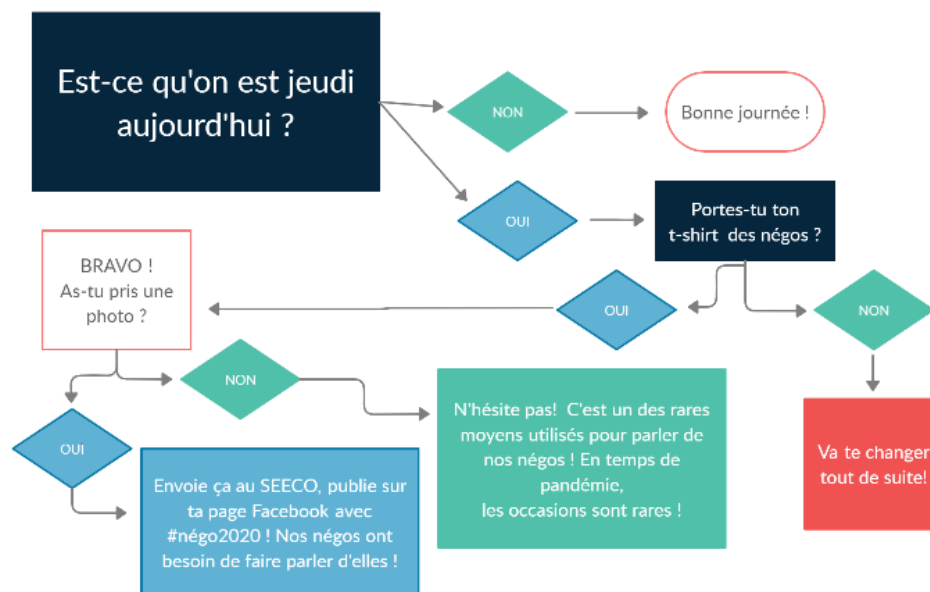 Est-ce qu'on est jeudi
aujourd'hui ?
NON
Bonne journée !
OUI
Portes-tu ton
t-shirt des négos ?
BRAVO !
As-tu pris une
photo ?
OUI
NON
NON
N'hésite pas! C'est un des rares
moyens utilisés pour parler de
nos négos ! En temps de
pandémie,
les occasions sont rares !
Va te changer
tout de suite!
OUI
Envoie ça au SEECO, publie sur
ta page Facebook avec
#négo2020 ! Nos négos ont
besoin de faire parler d'elles !